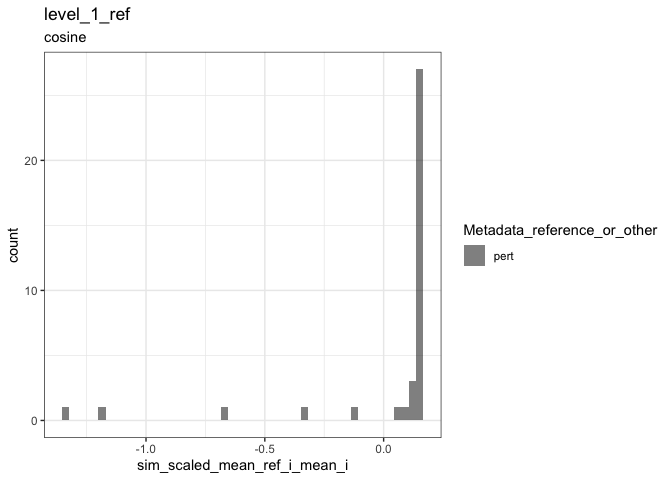 level_1_ref
cosine
20
10
0
count
-1.0 -0.5 0.0
sim_scaled_mean_ref_i_mean_i
Metadata_reference_or_other
pert